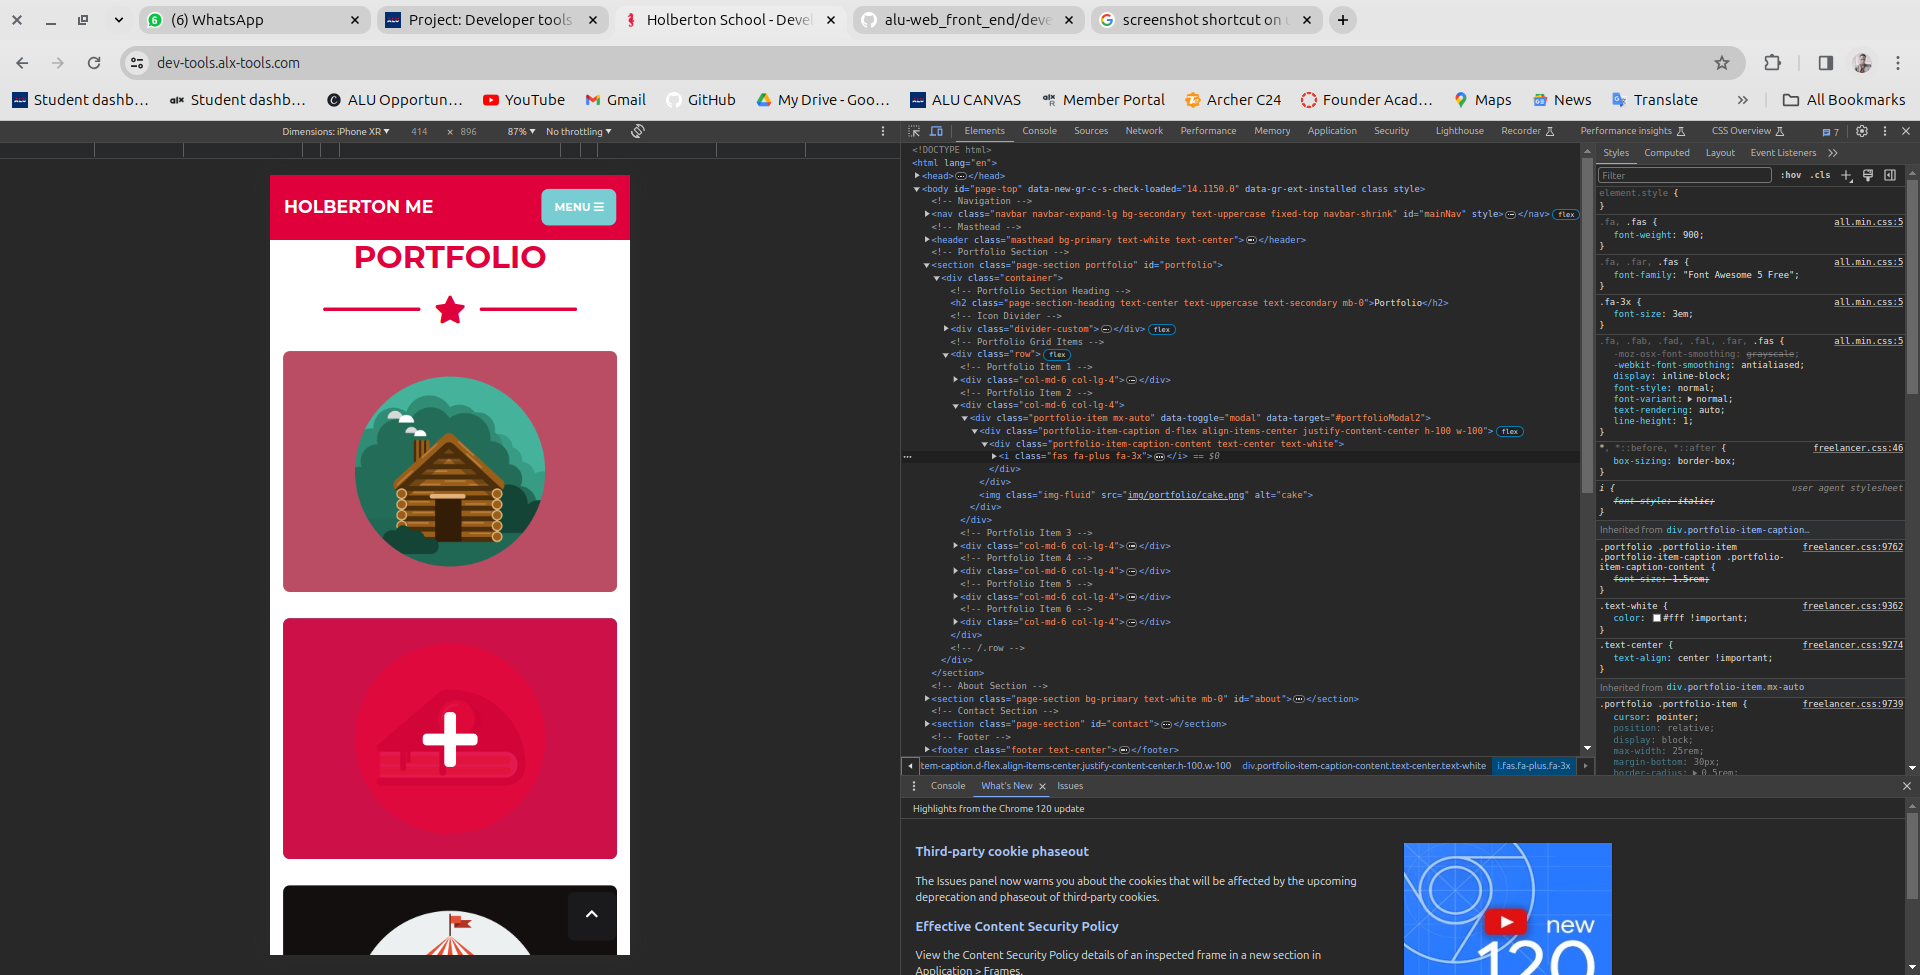 (6) WhatsApp
Project: Developer tools
Holberton School - Devel
alu-web_front_end/deve
screenshot shortcut on u
dev-tools.alx-tools.com
Student dashb…
Student dashb…
ALU Opportun…
YouTube
Gmail
GitHub
My Drive - Goo…
ALU CANVAS
Member Portal
Archer C24
Founder Acad…
Maps
News
Translate
All Bookmarks
Dimensions: iPhone XR
414 × 896
87%
No throttling
HOLBERTON ME
MENU
PORTFOLIO
Elements
Console
Sources
Network
Performance
Memory
Application
Security
Lighthouse
Recorder
Performance insights
CSS Overview
7
<!DOCTYPE html>
<html lang="en">
<head>…</head>
<body id="page-top" data-new-gr-c-s-check-loaded="14.1150.0" data-gr-ext-installed class style>
<!-- Navigation -->
<nav class="navbar navbar-expand-lg bg-secondary text-uppercase fixed-top navbar-shrink" id="mainNav" style>…</nav> flex
<!-- Masthead -->
<header class="masthead bg-primary text-white text-center">…</header>
<!-- Portfolio Section -->
<section class="page-section portfolio" id="portfolio">
<div class="container">
<!-- Portfolio Section Heading -->
<h2 class="page-section-heading text-center text-uppercase text-secondary mb-0">Portfolio</h2>
<!-- Icon Divider -->
<div class="divider-custom">…</div> flex
<!-- Portfolio Grid Items -->
<div class="row"> flex
<!-- Portfolio Item 1 -->
<div class="col-md-6 col-lg-4">…</div>
<!-- Portfolio Item 2 -->
<div class="col-md-6 col-lg-4">
<div class="portfolio-item mx-auto" data-toggle="modal" data-target="#portfolioModal2">
<div class="portfolio-item-caption d-flex align-items-center justify-content-center h-100 w-100"> flex
<div class="portfolio-item-caption-content text-center text-white">
<i class="fas fa-plus fa-3x">…</i> == $0
</div>
</div>
<img class="img-fluid" src="img/portfolio/cake.png" alt="cake">
</div>
</div>
<!-- Portfolio Item 3 -->
<div class="col-md-6 col-lg-4">…</div>
<!-- Portfolio Item 4 -->
<div class="col-md-6 col-lg-4">…</div>
<!-- Portfolio Item 5 -->
<div class="col-md-6 col-lg-4">…</div>
<!-- Portfolio Item 6 -->
<div class="col-md-6 col-lg-4">…</div>
</div>
<!-- /.row -->
</div>
</section>
<!-- About Section -->
<section class="page-section bg-primary text-white mb-0" id="about">…</section>
<!-- Contact Section -->
<section class="page-section" id="contact">…</section>
<!-- Footer -->
<footer class="footer text-center">…</footer>
tem-caption.d-flex.align-items-center.justify-content-center.h-100.w-100
div.portfolio-item-caption-content.text-center.text-white
i.fas.fa-plus.fa-3x
Styles
Computed
Layout
Event Listeners
Filter
:hov .cls
element.style {
}
.fa, .fas { all.min.css:5
font-weight: 900;
}
.fa, .far, .fas { all.min.css:5
font-family: "Font Awesome 5 Free";
}
.fa-3x { all.min.css:5
font-size: 3em;
}
.fa, .fab, .fad, .fal, .far, .fas { all.min.css:5
-moz-osx-font-smoothing: grayscale;
-webkit-font-smoothing: antialiased;
display: inline-block;
font-style: normal;
font-variant: normal;
text-rendering: auto;
line-height: 1;
}
*, *::before, *::after { freelancer.css:46
box-sizing: border-box;
}
i { user agent stylesheet
font-style: italic;
}
Inherited from div.portfolio-item-caption…
.portfolio .portfolio-item freelancer.css:9762
.portfolio-item-caption .portfolio-
item-caption-content {
font-size: 1.5rem;
}
.text-white { freelancer.css:9362
color: #fff !important;
}
.text-center { freelancer.css:9274
text-align: center !important;
}
Inherited from div.portfolio-item.mx-auto
.portfolio .portfolio-item { freelancer.css:9739
cursor: pointer;
position: relative;
display: block;
max-width: 25rem;
margin-bottom: 30px;
border-radius: 0.5rem;
Console
What's New
Issues
Highlights from the Chrome 120 update
Third-party cookie phaseout
The Issues panel now warns you about the cookies that will be affected by the upcoming
deprecation and phaseout of third-party cookies.
Effective Content Security Policy
View the Content Security Policy details of an inspected frame in a new section in
Application > Frames.
new
120